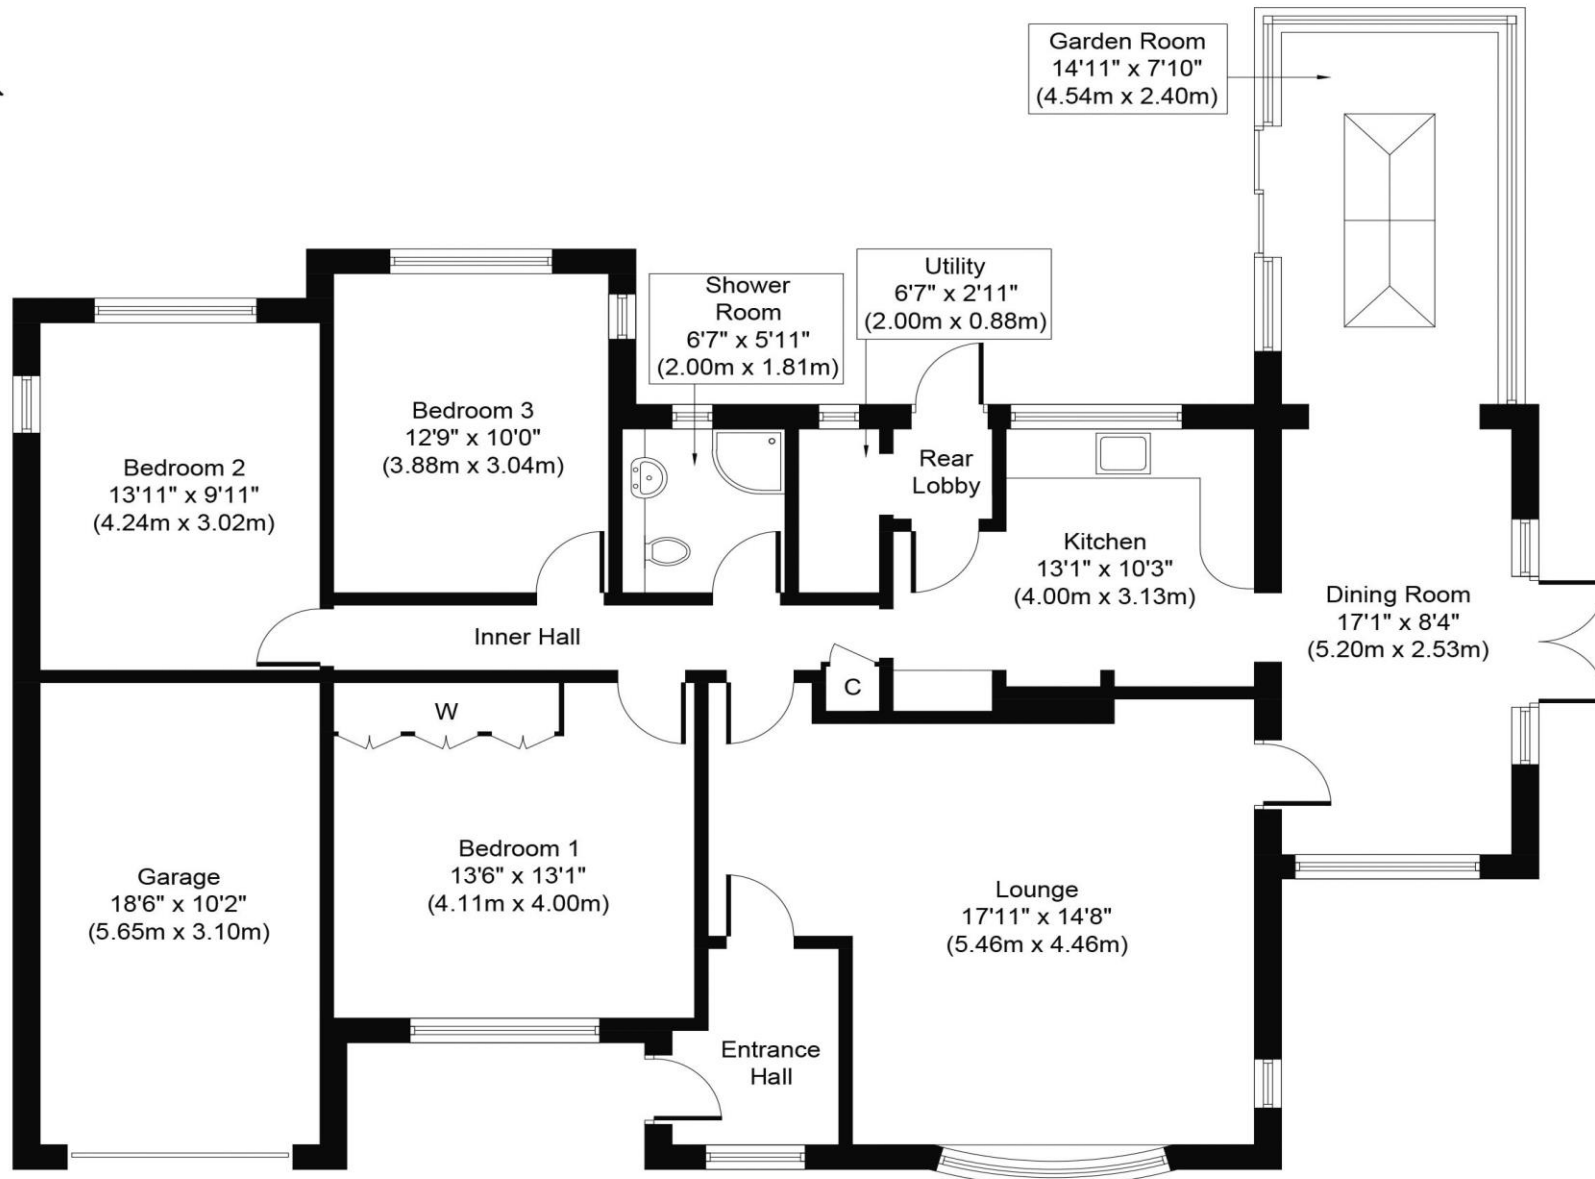 Garden Room
14'11" x 7'10"
(4.54m x 2.40m)
Utility
6'7" x 2'11"
(2.00m x 0.88m)
Shower
Room
6'7" x 5'11"
(2.00m x 1.81m)
Bedroom 3
12'9" x 10'0"
(3.88m x 3.04m)
Bedroom 2
13'11" x 9'11"
(4.24m x 3.02m)
Rear
Lobby
Kitchen
13'1" x 10'3"
(4.00m x 3.13m)
Dining Room
17'1" x 8'4"
(5.20m x 2.53m)
Inner Hall
C
W
Bedroom 1
13'6" x 13'1"
(4.11m x 4.00m)
Garage
18'6" x 10'2"
(5.65m x 3.10m)
Lounge
17'11" x 14'8"
(5.46m x 4.46m)
Entrance
Hall